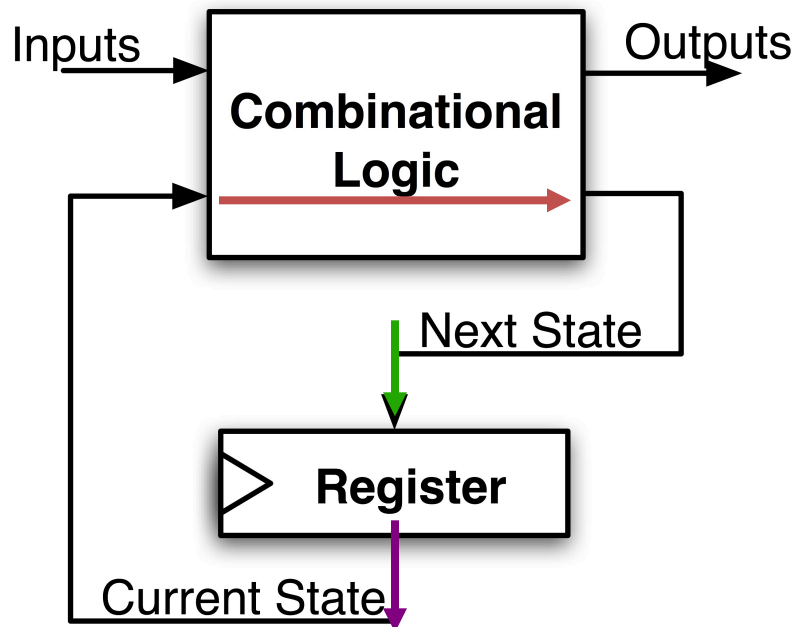 Inputs
Outputs
Combinational
Logic
Next State
Register
Current State